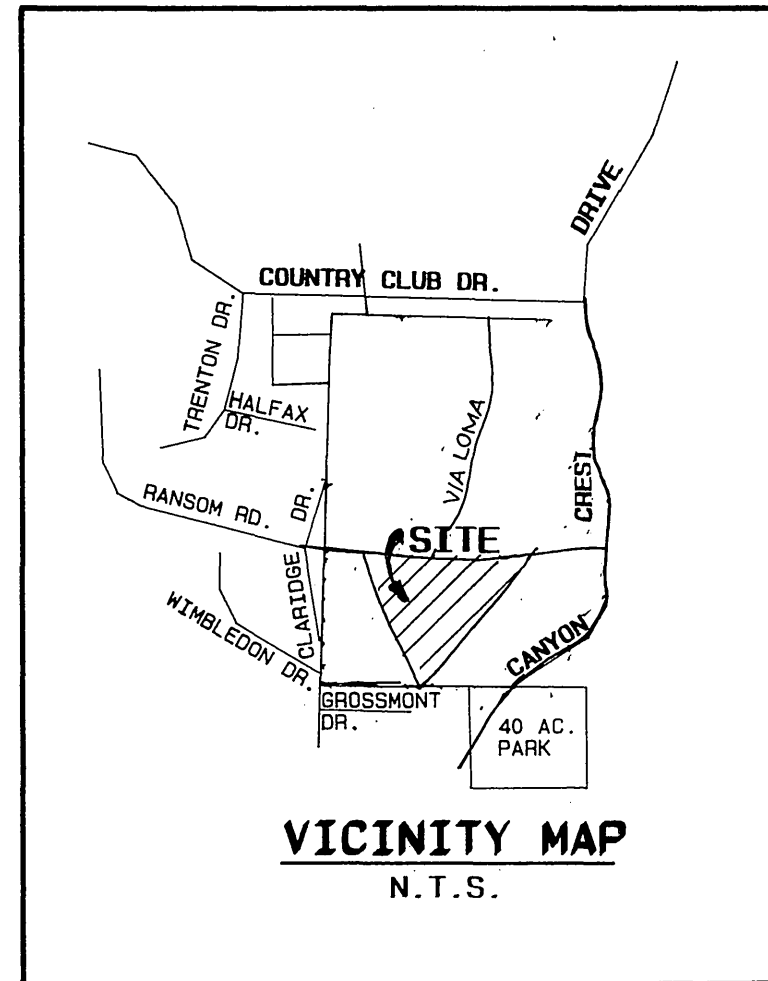 DRIVE
COUNTRY CLUB DR.
TRENTON DR.
HALFAX
DR.
VIA LOMA
CREST
RANSOM RD.
DR.
SITE
CLARIDGE
WIMBLEDON DR.
CANYON
GROSSMONT
DR.
40 AC.
PARK
VICINITY MAP
N.T.S.